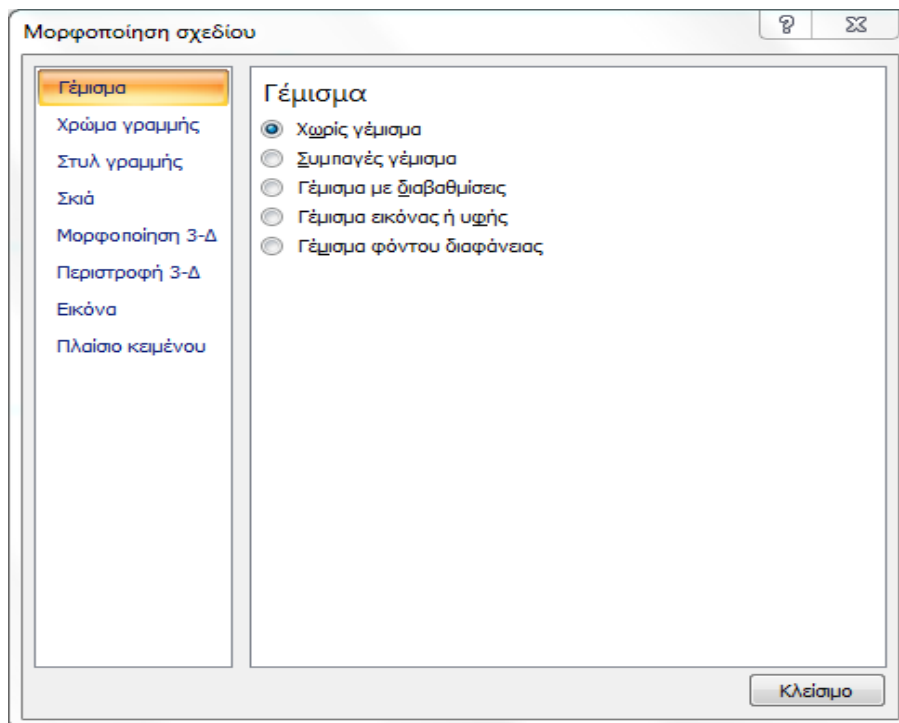 Μορφοποίηση σχεδίου
Γέμισμα
Χρώμα γραμμής
Στυλ γραμμής
Σκιά
Μορφοποίηση 3-Δ
Περιστροφή 3-Δ
Εικόνα
Πλαίσιο κειμένου
Γέμισμα
Χωρίς γέμισμα
Συμπαγές γέμισμα
Γέμισμα με διαβαθμίσεις
Γέμισμα εικόνας ή υφής
Γέμισμα φόντου διαφάνειας
Κλείσιμο